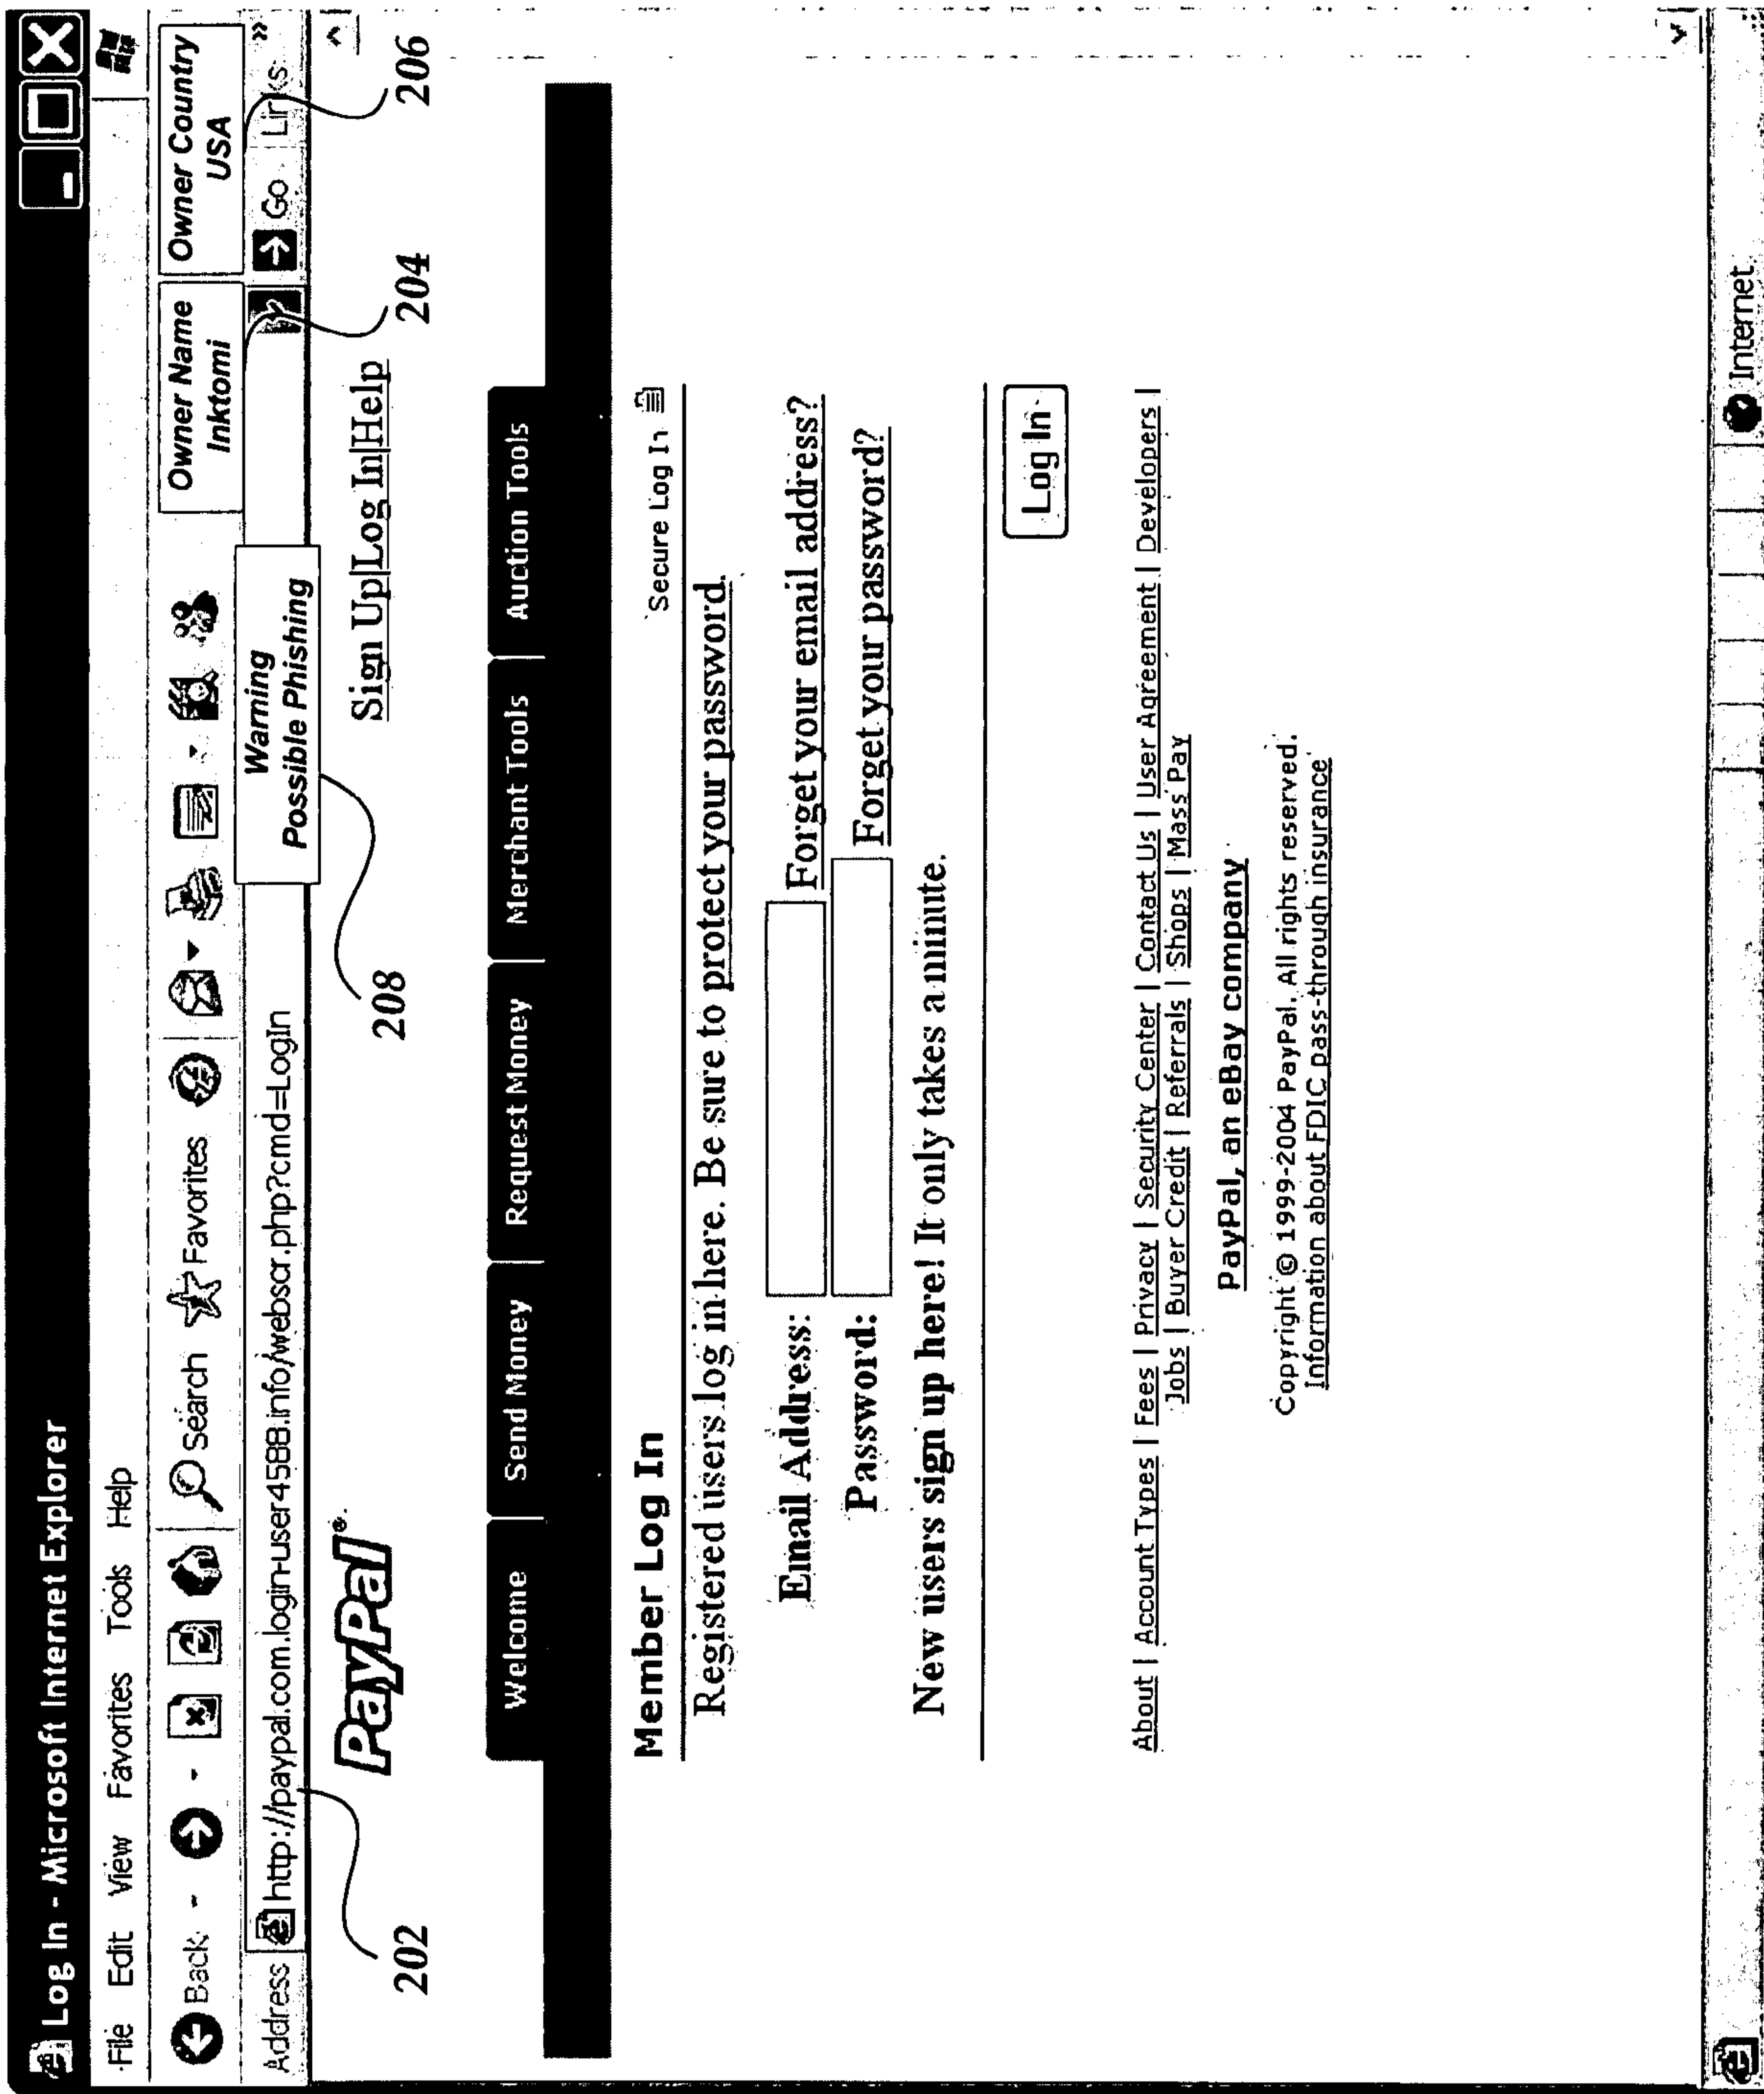 Log In - Microsoft Internet Explorer
File Edit View Favorites Tools Help
Back Search Favorites
Owner Name
Inktomi
Owner Country
USA
Warning
Possible Phishing
Address http://paypal.com.login-user4588.info/webscr.php?cmd=LogIn Go Links »
202
208
204
206
PayPal®
Sign Up|Log In|Help
Welcome Send Money Request Money Merchant Tools Auction Tools
Member Log In
Secure Log In
Registered users log in here. Be sure to protect your password.
Email Address: Forget your email address?
Password: Forget your password?
New users sign up here! It only takes a minute.
Log In
About | Account Types | Fees | Privacy | Security Center | Contact Us | User Agreement | Developers |
Jobs | Buyer Credit | Referrals | Shops | Mass Pay
PayPal, an eBay company
Copyright © 1999-2004 PayPal. All rights reserved.
Information about FDIC pass-through insurance
Internet